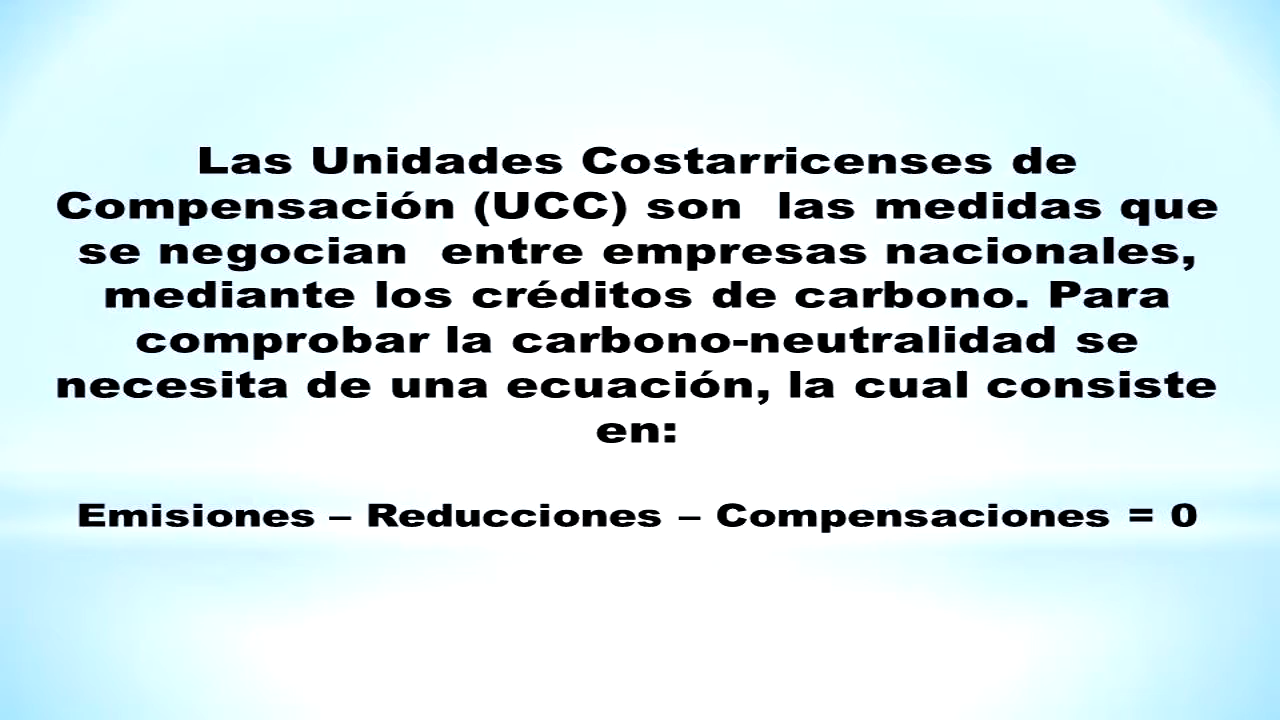 Las Unidades Costarricenses de
Compensación (UCC) son  las medidas que
se negocian  entre empresas nacionales,
mediante los créditos de carbono. Para
comprobar la carbono-neutralidad se
necesita de una ecuación, la cual consiste
en:
Emisiones – Reducciones – Compensaciones = 0